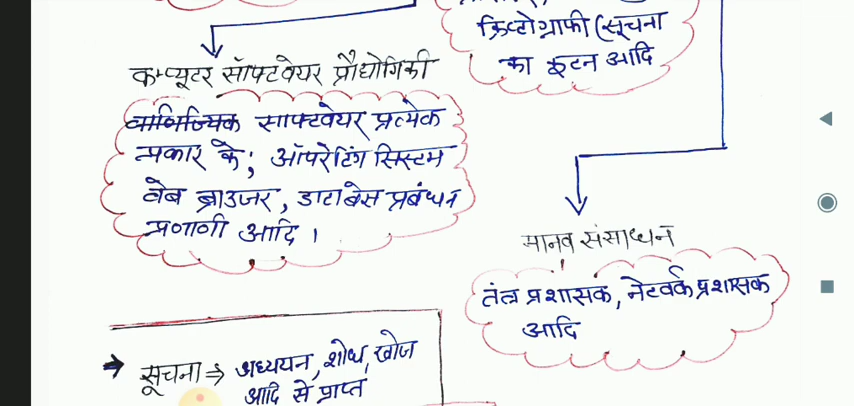 क्रिप्टोग्राफी (सूचना
का कूटन आदि
कम्प्यूटर सॉफ्टवेयर प्रौद्योगिकी
वाणिज्यिक साफ्टवेयर प्रत्येक
प्रकार के; ऑपरेटिंग सिस्टम
वेब ब्राउजर, डाटाबेस प्रबंधन
प्रणाली आदि।
मानव संसाधन
तंत्र प्रशासक, नेटवर्क प्रशासक
आदि
→ सूचना ⇒ अध्ययन, शोध, खोज
आदि से प्राप्त